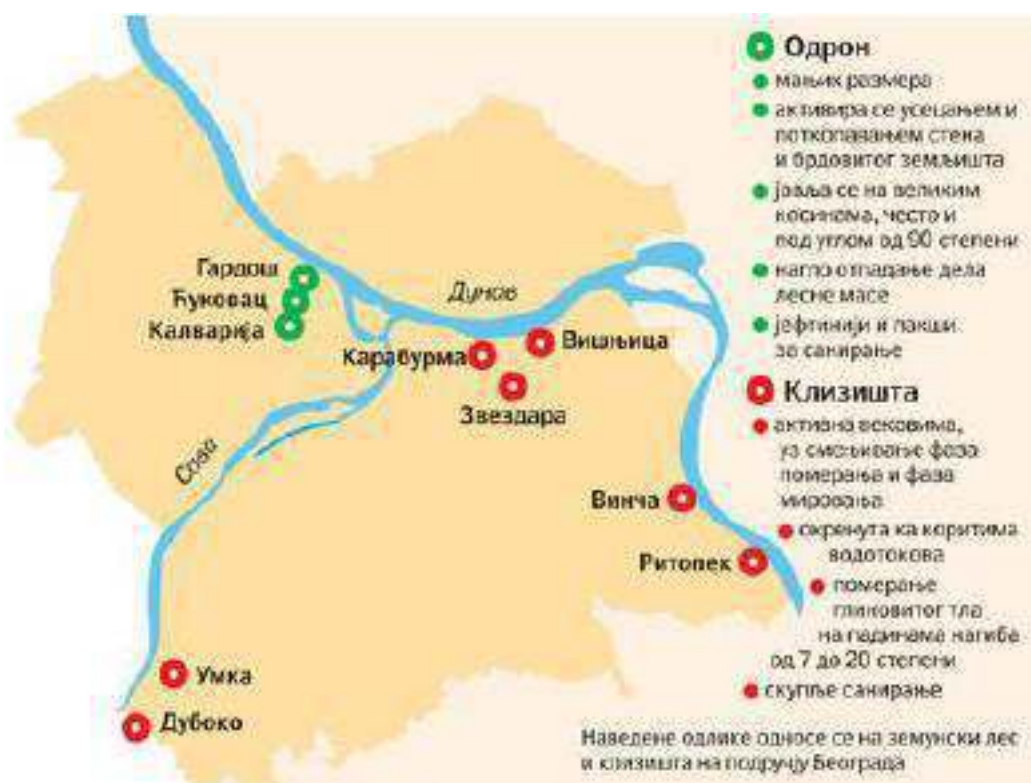 Гардош
Ћуковац
Калварија
Дунав
Карабурма
Вишњица
Звездара
Сава
Винча
Ритопек
Умка
Дубоко
Одрон
мањих размера
активира се усецањем и
поткопавањем стена
и брдовитог земљишта
јавља се на великим
косинама, често и
под углом од 90 степени
нагло отпадање дела
лесне масе
јефтинији и лакши
за санирање
Клизишта
активна вековима,
уз смењивање фаза
померања и фаза
мировања
окренута ка коритима
водотокова
померање
глиновитог тла
на падинама нагиба
од 7 до 20 степени
скупље санирање
Наведене одлике односе се на земунски лес
и клизишта на подручју Београда